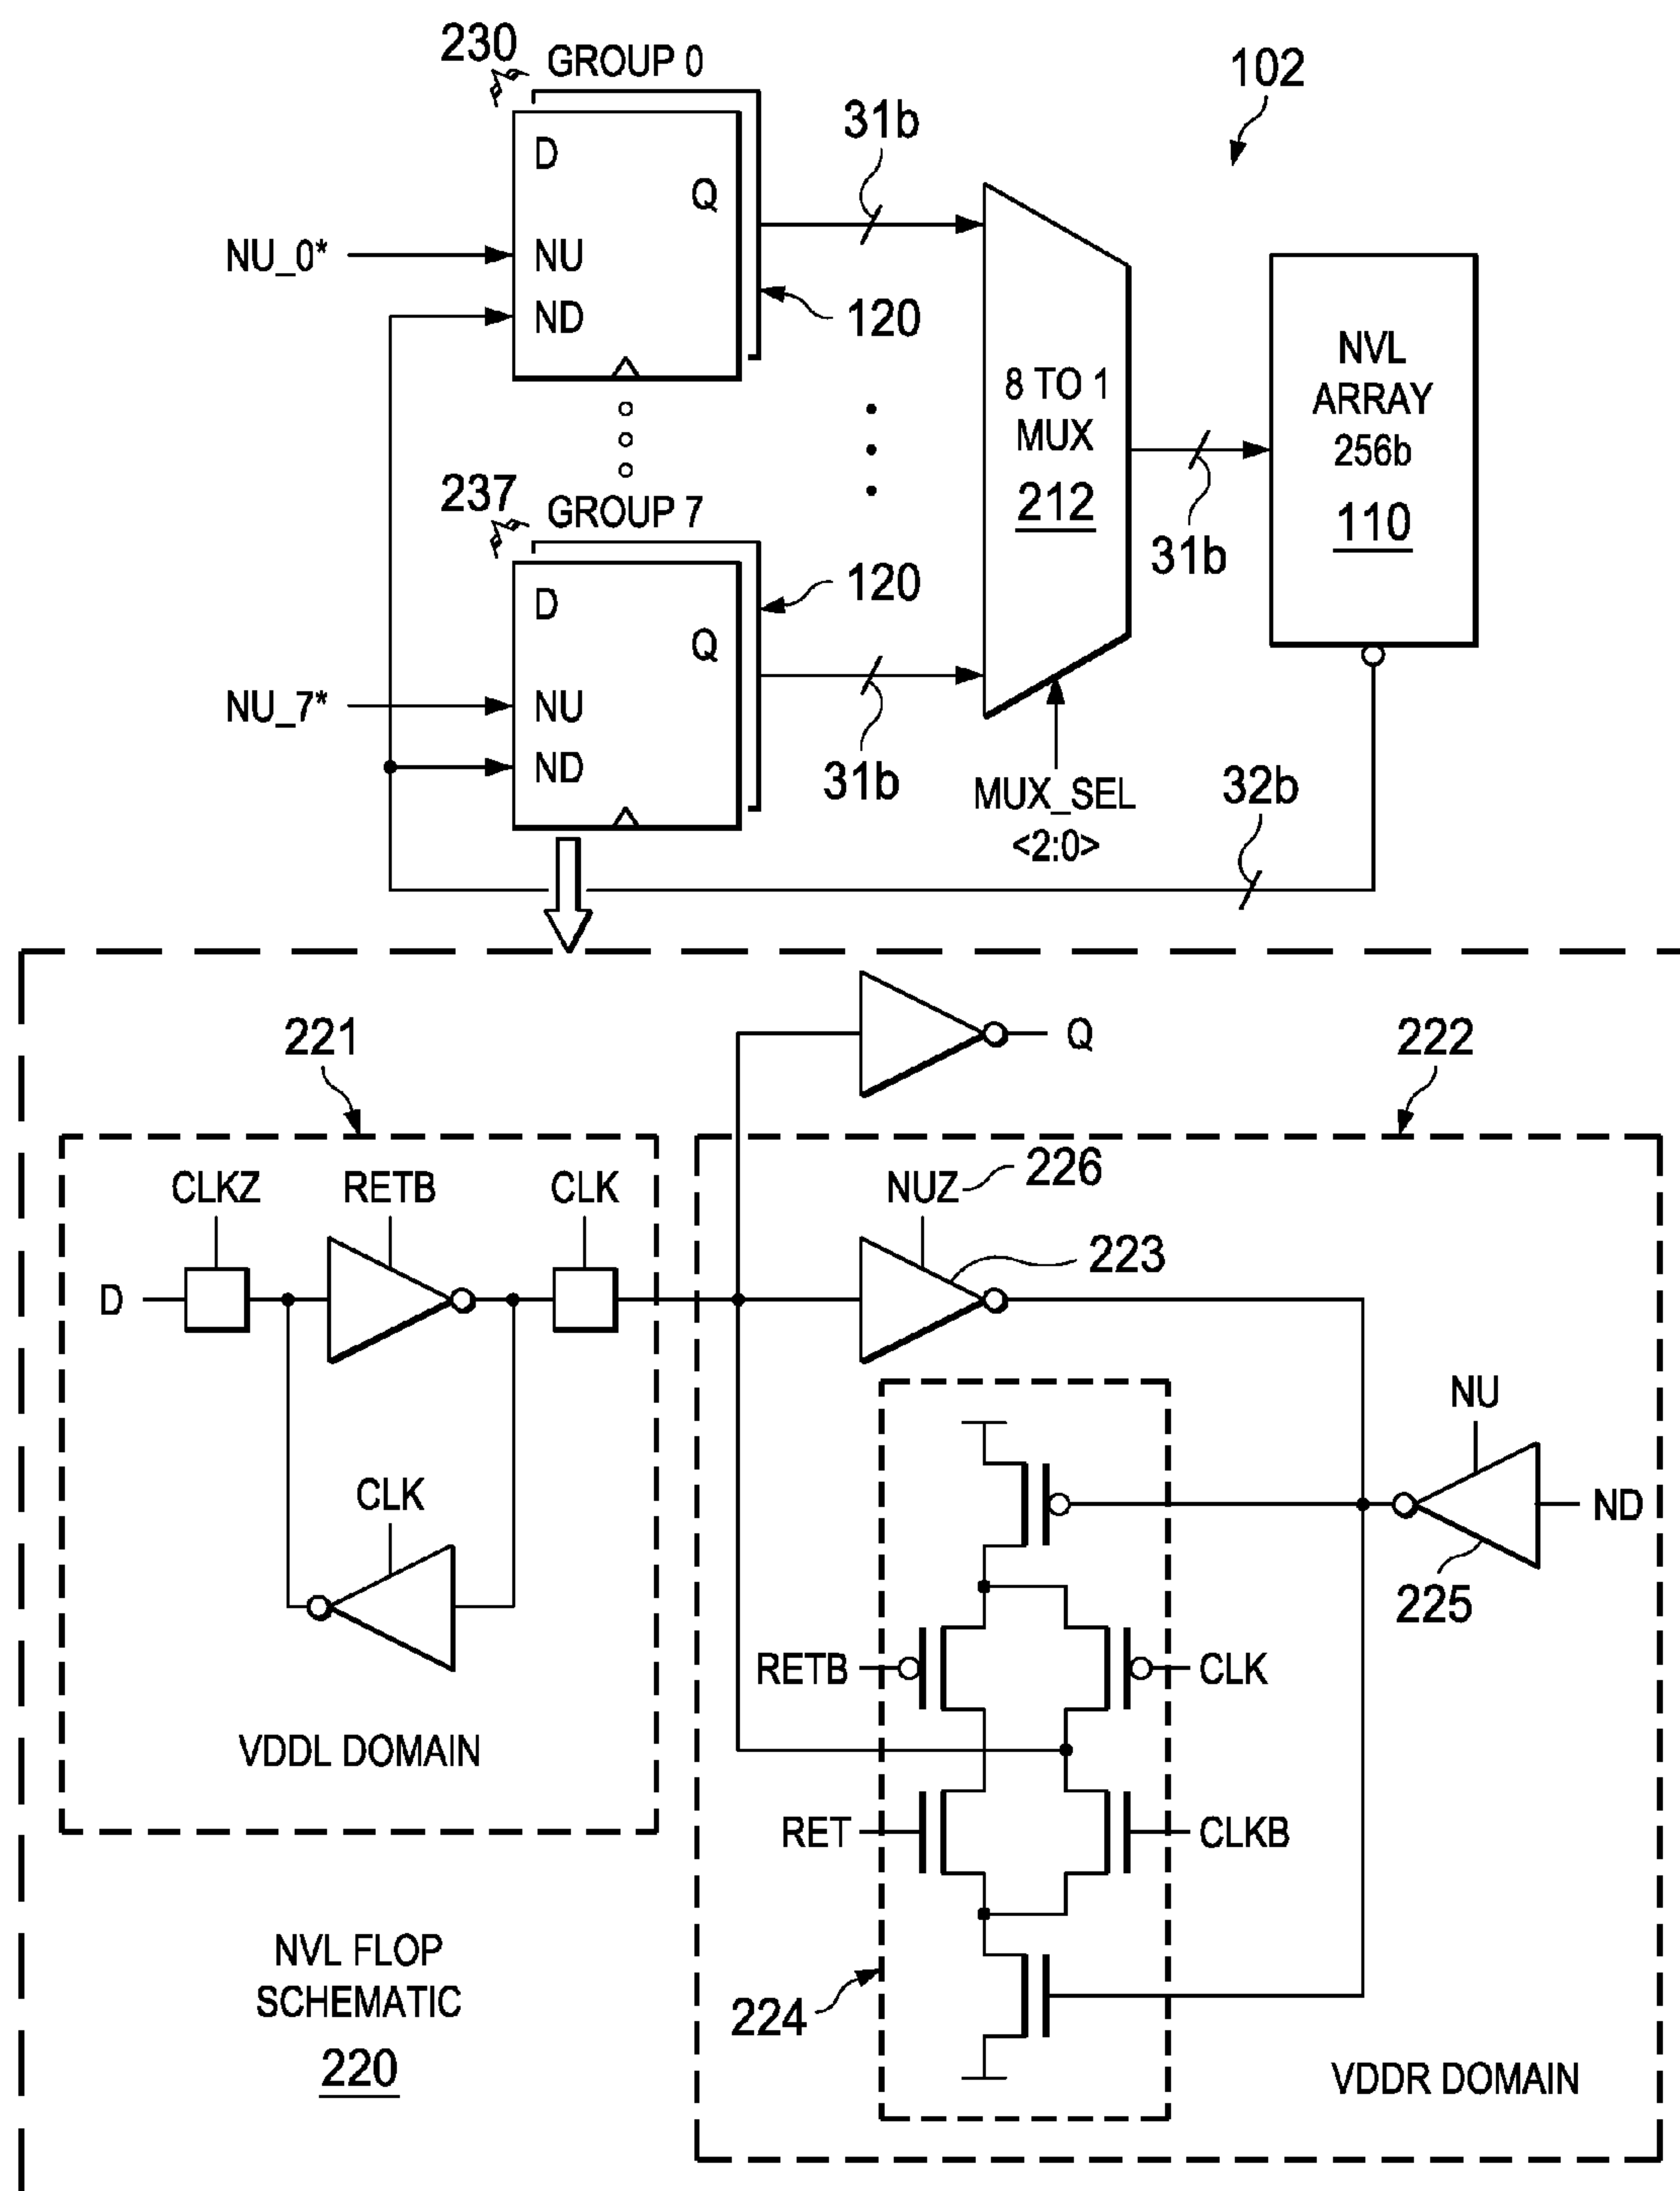 230
GROUP 0
102
31b
D
Q
NU_0*
NU
ND
120
8 TO 1
MUX
212
NVL
ARRAY
256b
110
31b
237
GROUP 7
120
D
Q
NU_7*
NU
ND
31b
MUX_SEL
<2:0>
32b
221
Q
222
CLKZ
RETB
CLK
NUZ
226
D
223
NU
CLK
ND
225
RETB
CLK
VDDL DOMAIN
RET
CLKB
NVL FLOP
SCHEMATIC
220
224
VDDR DOMAIN